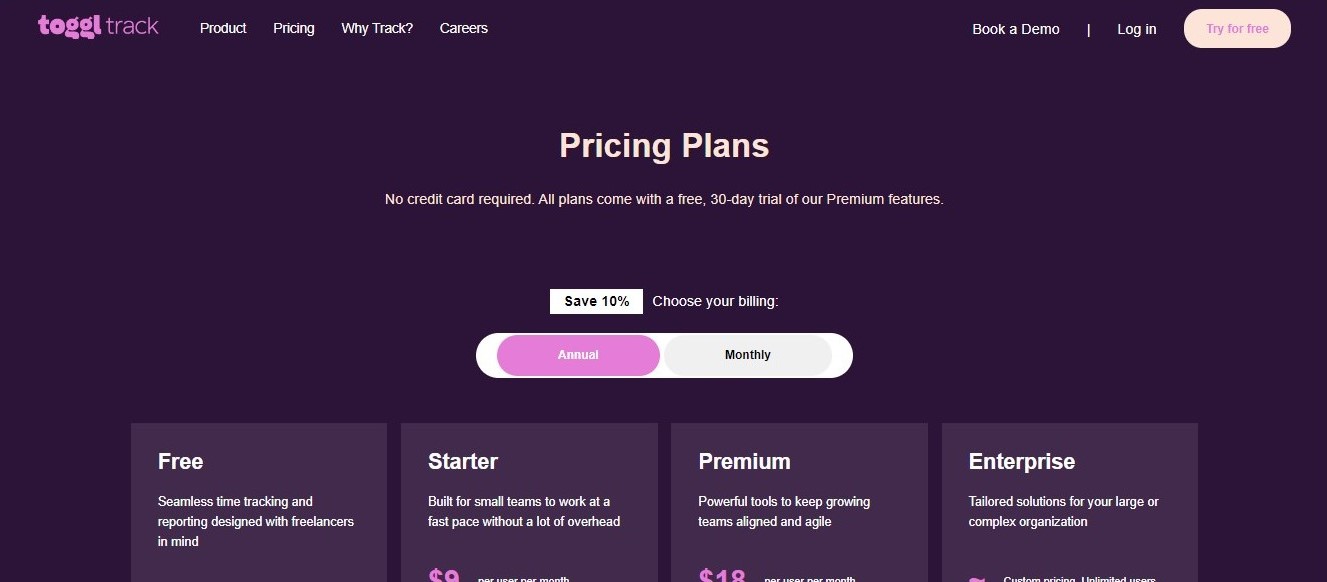 toggl track
Product
Pricing
Why Track?
Careers
Book a Demo
|
Log in
Try for free
Pricing Plans
No credit card required. All plans come with a free, 30-day trial of our Premium features.
Save 10%
Choose your billing:
Annual
Monthly
Free
Seamless time tracking and
reporting designed with freelancers
in mind
Starter
Built for small teams to work at a
fast pace without a lot of overhead
$9 per user per month
Premium
Powerful tools to keep growing
teams aligned and agile
$18 per user per month
Enterprise
Tailored solutions for your large or
complex organization
~ Custom pricing. Unlimited users